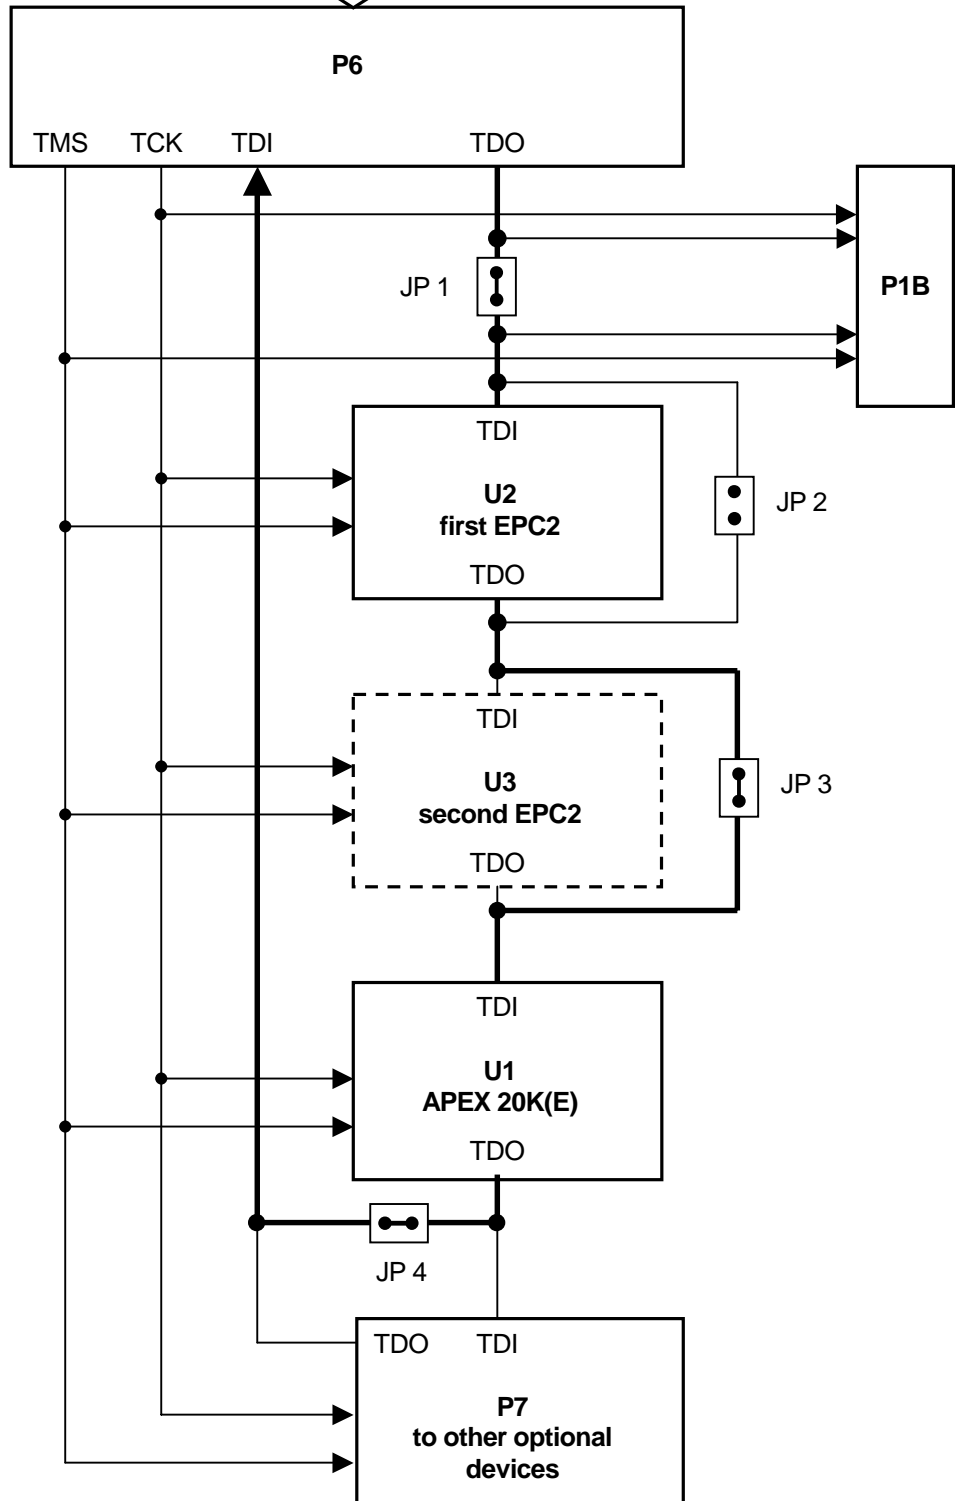 P6
TMS TCK TDI TDO
JP 1
P1B
TDI
U2
first EPC2
TDO
JP 2
TDI
U3
second EPC2
TDO
JP 3
TDI
U1
APEX 20K(E)
TDO
JP 4
TDO TDI
P7
to other optional
devices